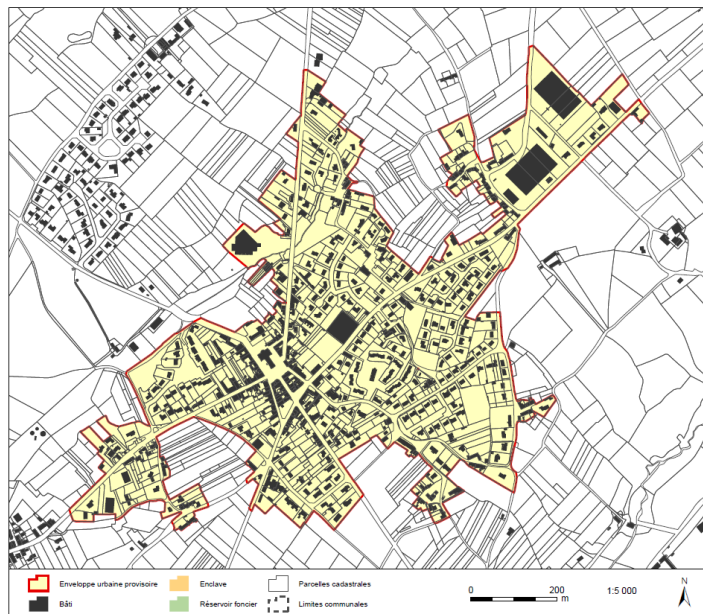 Enveloppe urbaine provisoire
Enclave
Parcelles cadastrales
Bâti
Réservoir foncier
Limites communales
0
200
m
1:5 000
N